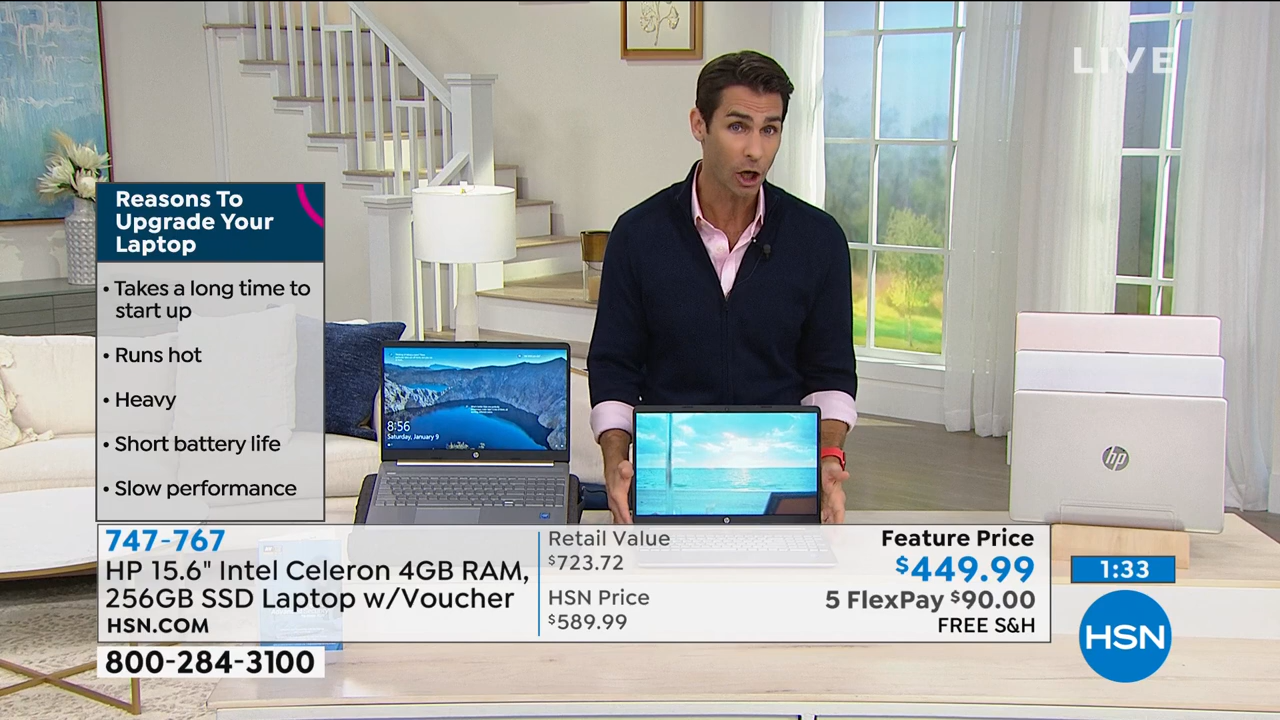 LIVE
Reasons To
Upgrade Your
Laptop
• Takes a long time to
start up
• Runs hot
• Heavy
• Short battery life
• Slow performance
8:56
Saturday, January 9
hp
747-767
HP 15.6" Intel Celeron 4GB RAM,
256GB SSD Laptop w/Voucher
HSN.COM
Retail Value
$723.72
HSN Price
$589.99
Feature Price
$449.99
5 FlexPay $90.00
FREE S&H
1:33
HSN
800-284-3100